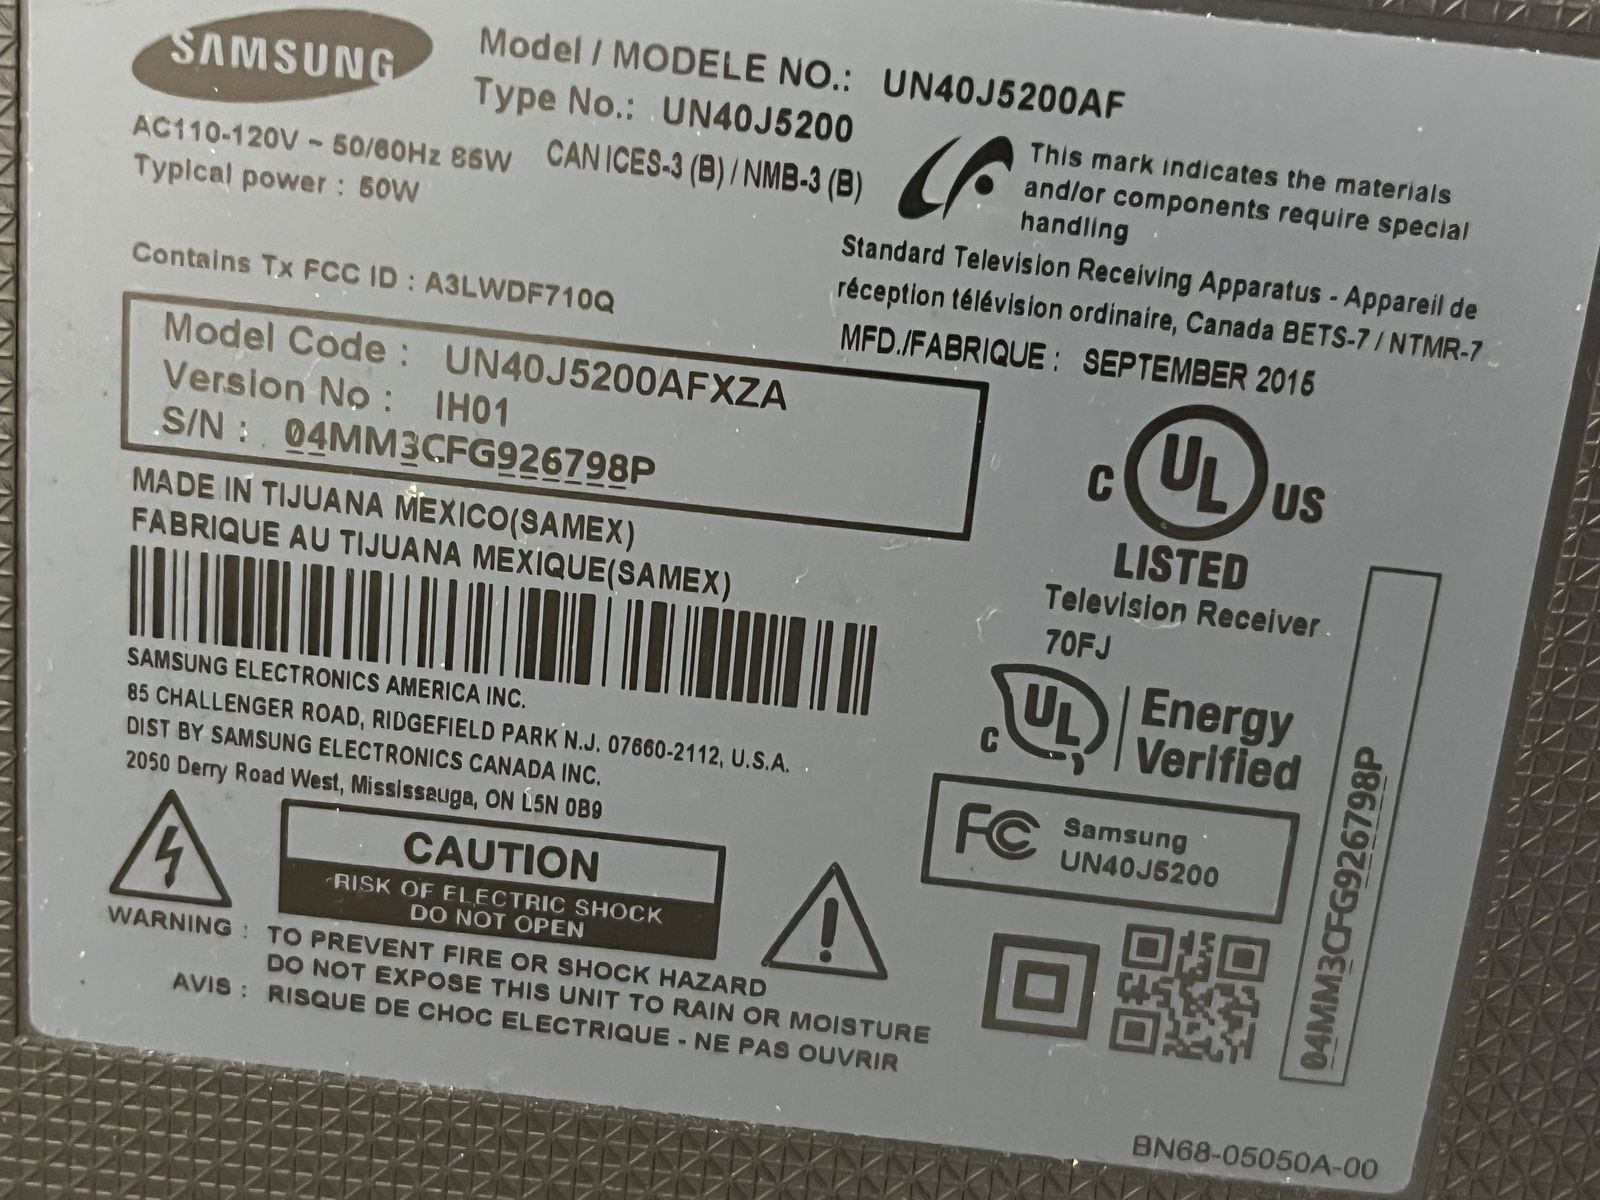 SAMSUNG
Model / MODELE NO.: UN40J5200AF
Type No.: UN40J5200
AC110-120V ~ 50/60Hz 85W CAN ICES-3 (B) / NMB-3 (B)
Typical power : 50W
This mark indicates the materials
and/or components require special
handling
Contains Tx FCC ID : A3LWDF710Q
Standard Television Receiving Apparatus - Appareil de
réception télévision ordinaire, Canada BETS-7 / NTMR-7
MFD./FABRIQUE : SEPTEMBER 2015
Model Code : UN40J5200AFXZA
Version No : IH01
S/N : 04MM3CFG926798P
MADE IN TIJUANA MEXICO(SAMEX)
FABRIQUE AU TIJUANA MEXIQUE(SAMEX)
C UL US
LISTED
Television Receiver
70FJ
SAMSUNG ELECTRONICS AMERICA INC.
85 CHALLENGER ROAD, RIDGEFIELD PARK N.J. 07660-2112, U.S.A.
DIST BY SAMSUNG ELECTRONICS CANADA INC.
2050 Derry Road West, Mississauga, ON L5N 0B9
C UL Energy
Verified
FC Samsung
UN40J5200
04MM3CFG926798P
CAUTION
RISK OF ELECTRIC SHOCK
DO NOT OPEN
WARNING : TO PREVENT FIRE OR SHOCK HAZARD
DO NOT EXPOSE THIS UNIT TO RAIN OR MOISTURE
AVIS : RISQUE DE CHOC ELECTRIQUE - NE PAS OUVRIR
BN68-05050A-00